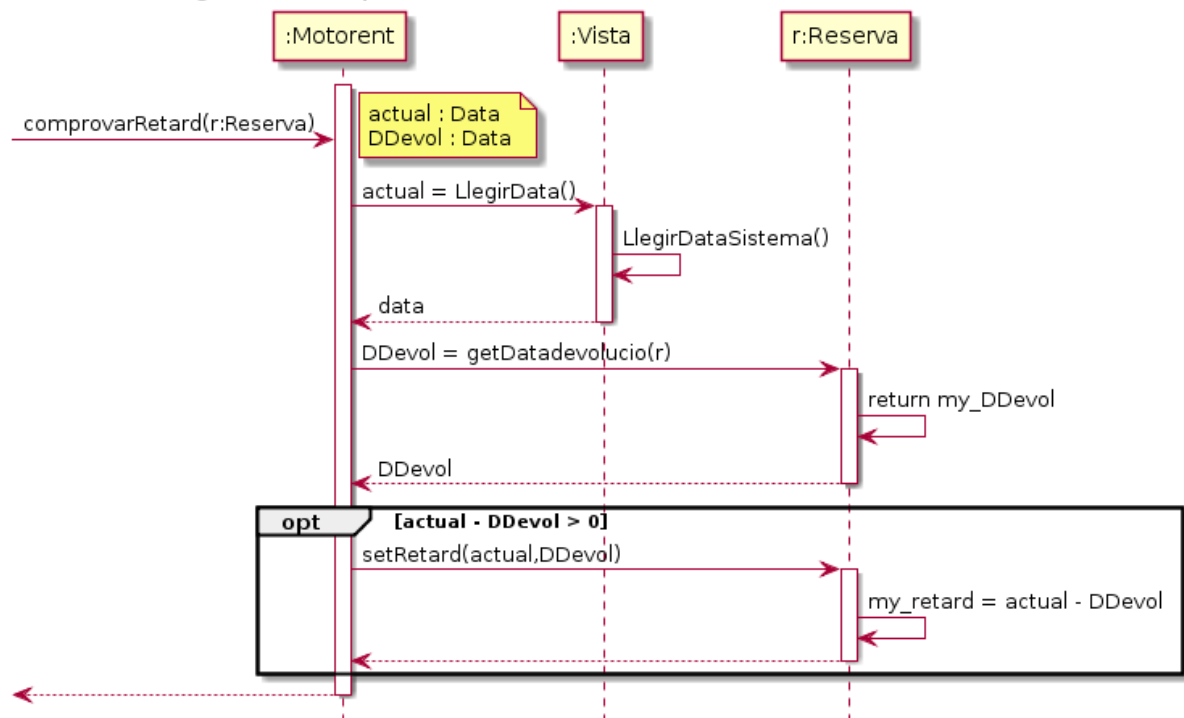 :Motorent
:Vista
r:Reserva
comprovarRetard(r:Reserva)
actual : Data
DDevol : Data
actual = LlegirData()
LlegirDataSistema()
data
DDevol = getDatadevolucio(r)
return my_DDevol
DDevol
opt
[actual - DDevol > 0]
setRetard(actual,DDevol)
my_retard = actual - DDevol